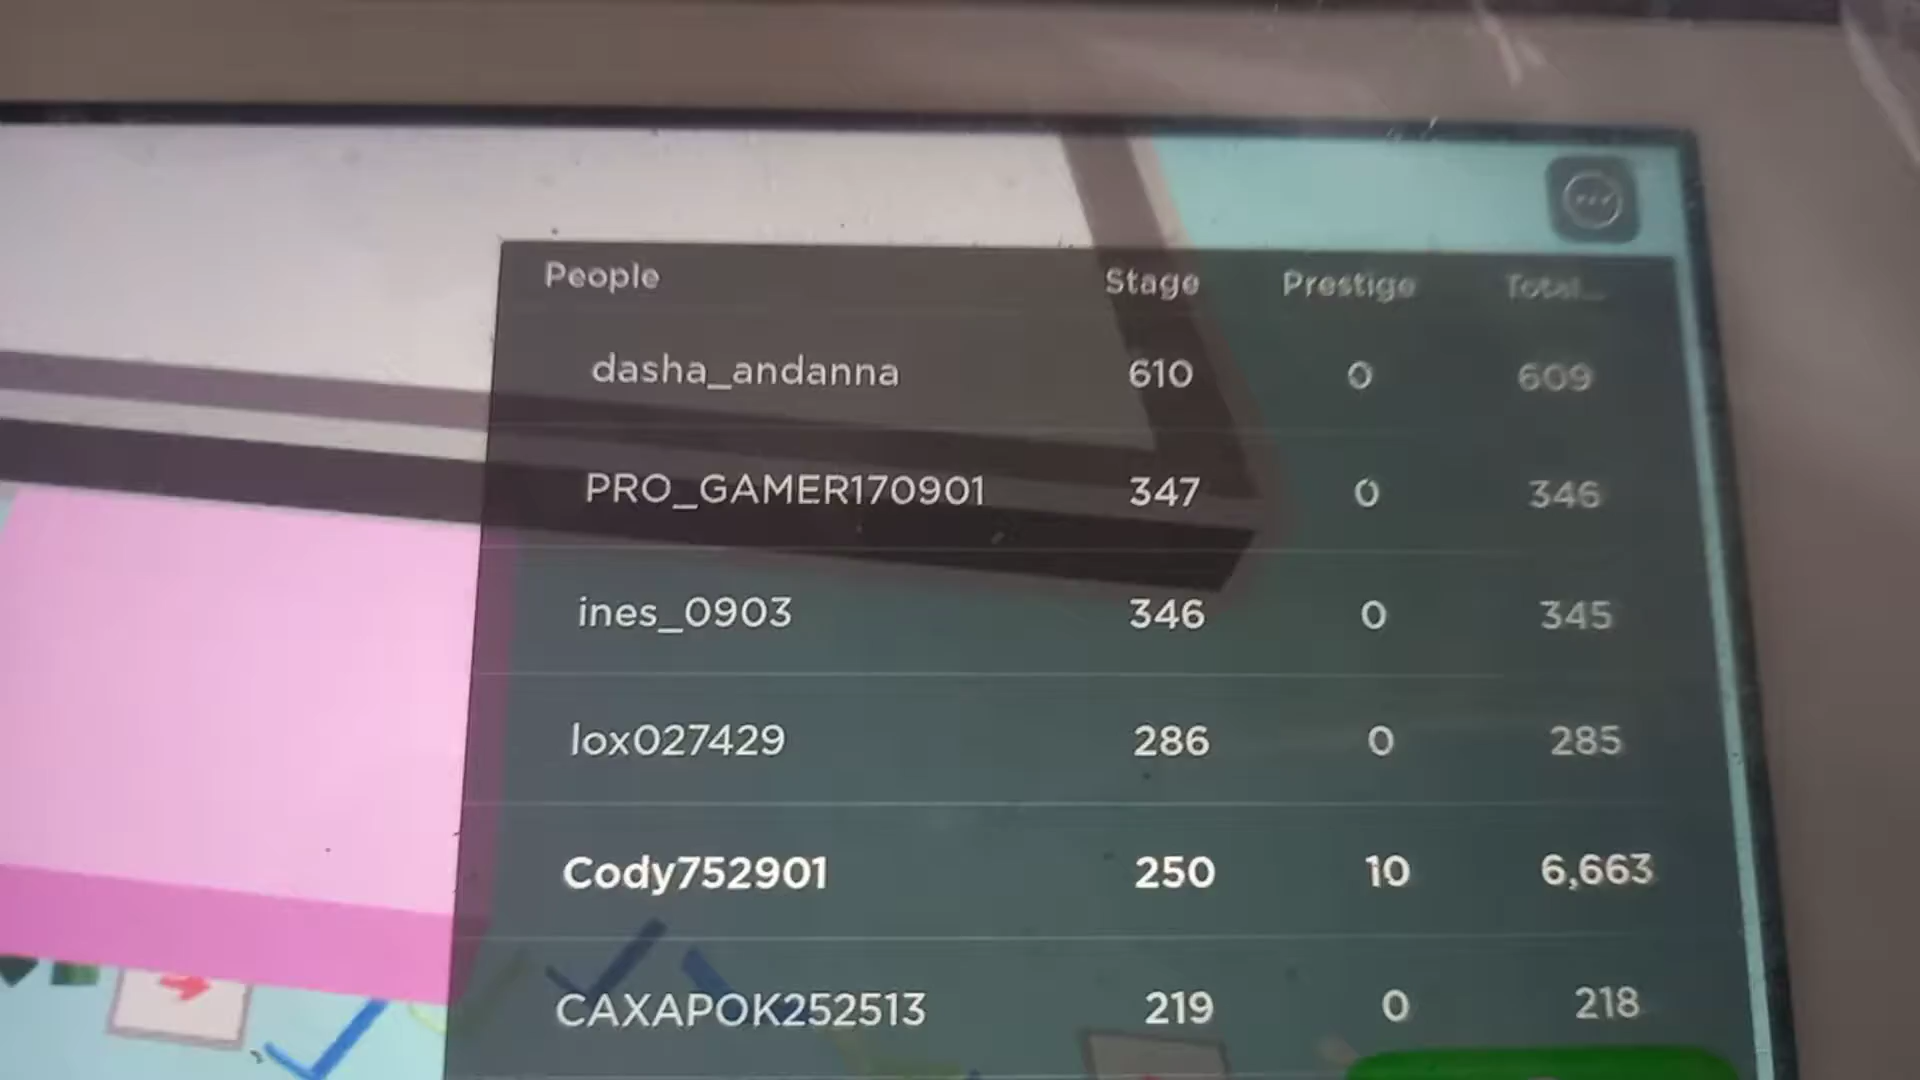 People Stage Prestige Total...
dasha_andanna 610 0 609
PRO_GAMER170901 347 0 346
ines_0903 346 0 345
lox027429 286 0 285
Cody752901 250 10 6,663
CAXAPOK252513 219 0 218